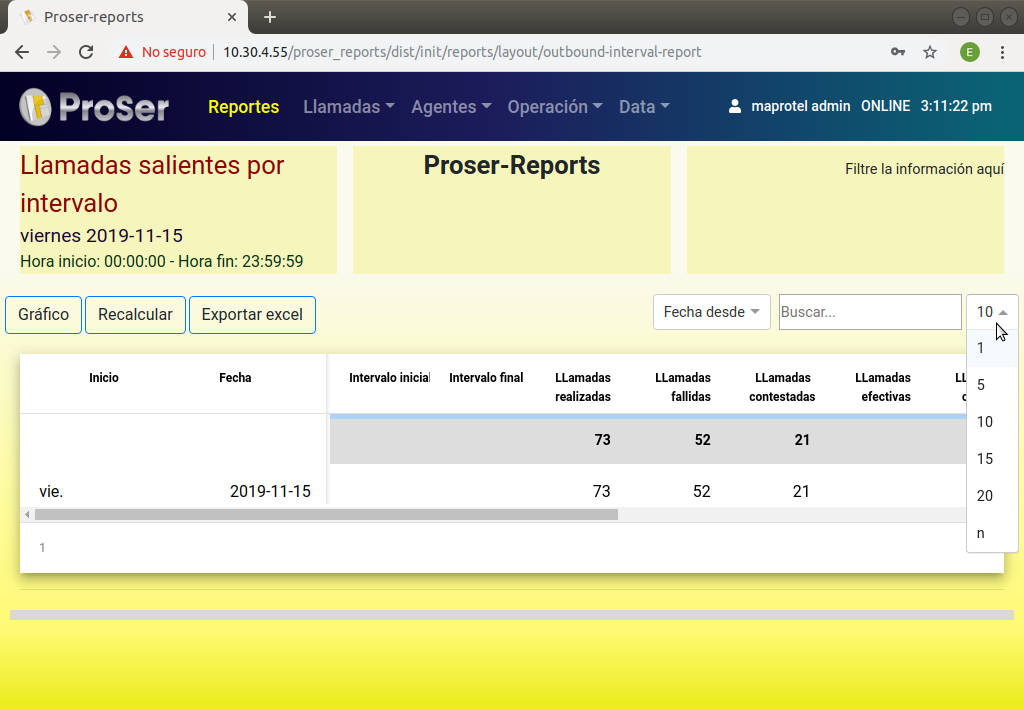 Proser-reports
No seguro
10.30.4.55/proser_reports/dist/init/reports/layout/outbound-interval-report
E
ProSer
Reportes Llamadas Agentes Operación Data
maprotel admin ONLINE 3:11:22 pm
Llamadas salientes por
intervalo
viernes 2019-11-15
Hora inicio: 00:00:00 - Hora fin: 23:59:59
Proser-Reports
Filtre la información aquí
Gráfico Recalcular Exportar excel
Fecha desde Buscar... 10
1
5
10
15
20
n
Inicio Fecha Intervalo inicial Intervalo final LLamadas LLamadas LLamadas LLamadas
realizadas fallidas contestadas efectivas
73 52 21
vie. 2019-11-15 73 52 21
1